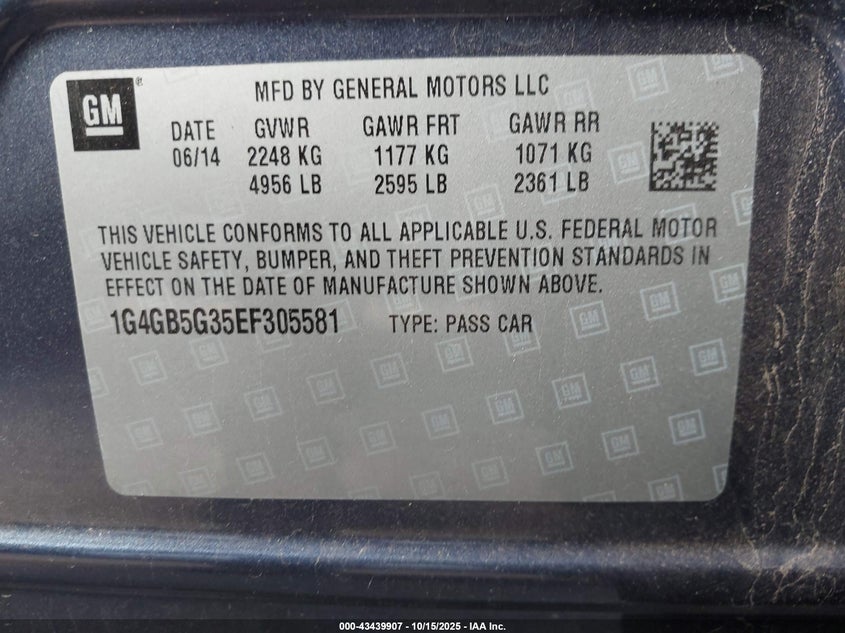 GM
MFD BY GENERAL MOTORS LLC
DATE GVWR GAWR FRT GAWR RR
06/14 2248 KG 1177 KG 1071 KG
4956 LB 2595 LB 2361 LB
THIS VEHICLE CONFORMS TO ALL APPLICABLE U.S. FEDERAL MOTOR
VEHICLE SAFETY, BUMPER, AND THEFT PREVENTION STANDARDS IN
EFFECT ON THE DATE OF MANUFACTURE SHOWN ABOVE.
1G4GB5G35EF305581 TYPE: PASS CAR
000-43439907 - 10/15/2025 - IAA Inc.